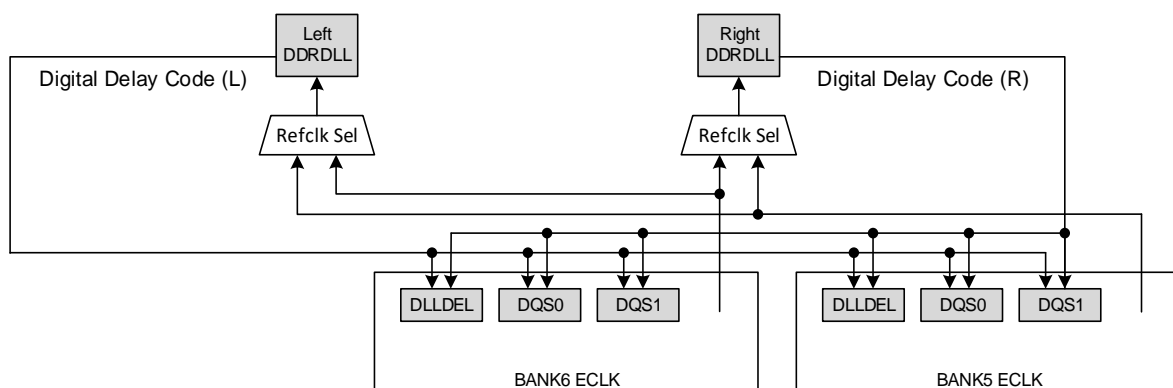 Left
DDRDLL
Right
DDRDLL
Digital Delay Code (L)
Digital Delay Code (R)
Refclk Sel
Refclk Sel
DLLDEL
DQS0
DQS1
DLLDEL
DQS0
DQS1
BANK6 ECLK
BANK5 ECLK